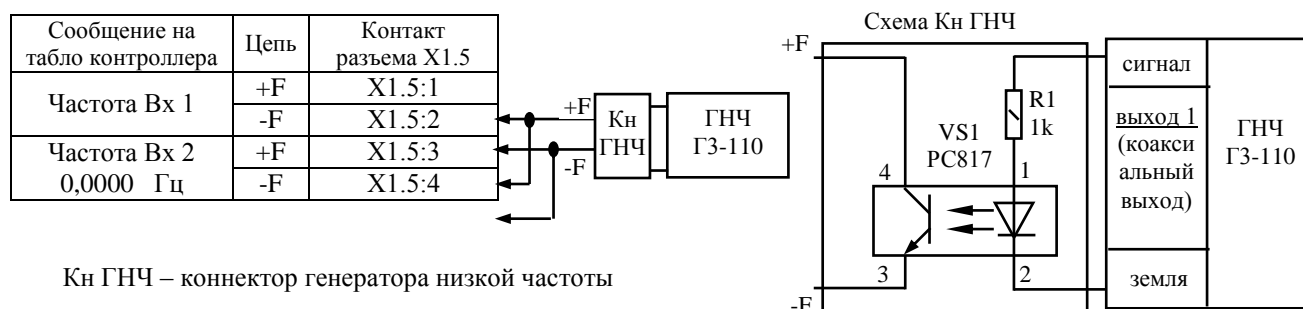 Сообщение на табло контроллера
Цепь
Контакт разъема X1.5
Частота Вх 1
+F
X1.5:1
-F
X1.5:2
Частота Вх 2
0,0000 Гц
+F
X1.5:3
-F
X1.5:4
+F
-F
Кн
ГНЧ
ГНЧ
Г3-110
Кн ГНЧ – коннектор генератора низкой частоты
Схема Кн ГНЧ
+F
-F
VS1
PC817
R1
1k
4
1
3
2
сигнал
выход 1
(коакси
альный
выход)
земля
ГНЧ
Г3-110